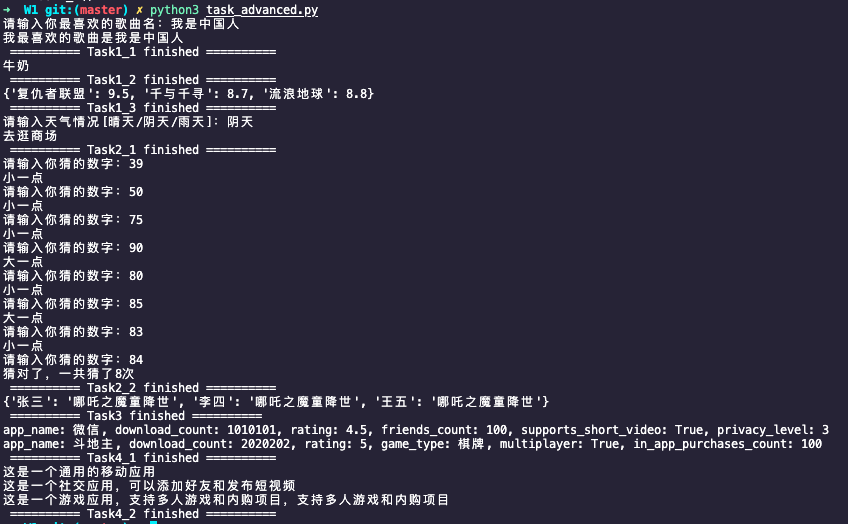 ➜  W1 git:(master) ✗ python3 task_advanced.py
请输入你最喜欢的歌曲名：我是中国人
我最喜欢的歌曲是我是中国人
========== Task1_1 finished ==========
牛奶
========== Task1_2 finished ==========
{'复仇者联盟': 9.5, '千与千寻': 8.7, '流浪地球': 8.8}
========== Task1_3 finished ==========
请输入天气情况[晴天/阴天/雨天]：阴天
去逛商场
========== Task2_1 finished ==========
请输入你猜的数字：39
小一点
请输入你猜的数字：50
小一点
请输入你猜的数字：75
小一点
请输入你猜的数字：90
大一点
请输入你猜的数字：80
小一点
请输入你猜的数字：85
大一点
请输入你猜的数字：83
小一点
请输入你猜的数字：84
猜对了，一共猜了8次
========== Task2_2 finished ==========
{'张三': '哪吒之魔童降世', '李四': '哪吒之魔童降世', '王五': '哪吒之魔童降世'}
========== Task3 finished ==========
app_name: 微信, download_count: 1010101, rating: 4.5, friends_count: 100, supports_short_video: True, privacy_level: 3
app_name: 斗地主, download_count: 2020202, rating: 5, game_type: 棋牌, multiplayer: True, in_app_purchases_count: 100
========== Task4_1 finished ==========
这是一个通用的移动应用
这是一个社交应用，可以添加好友和发布短视频
这是一个游戏应用，支持多人游戏和内购项目，支持多人游戏和内购项目
========== Task4_2 finished ==========